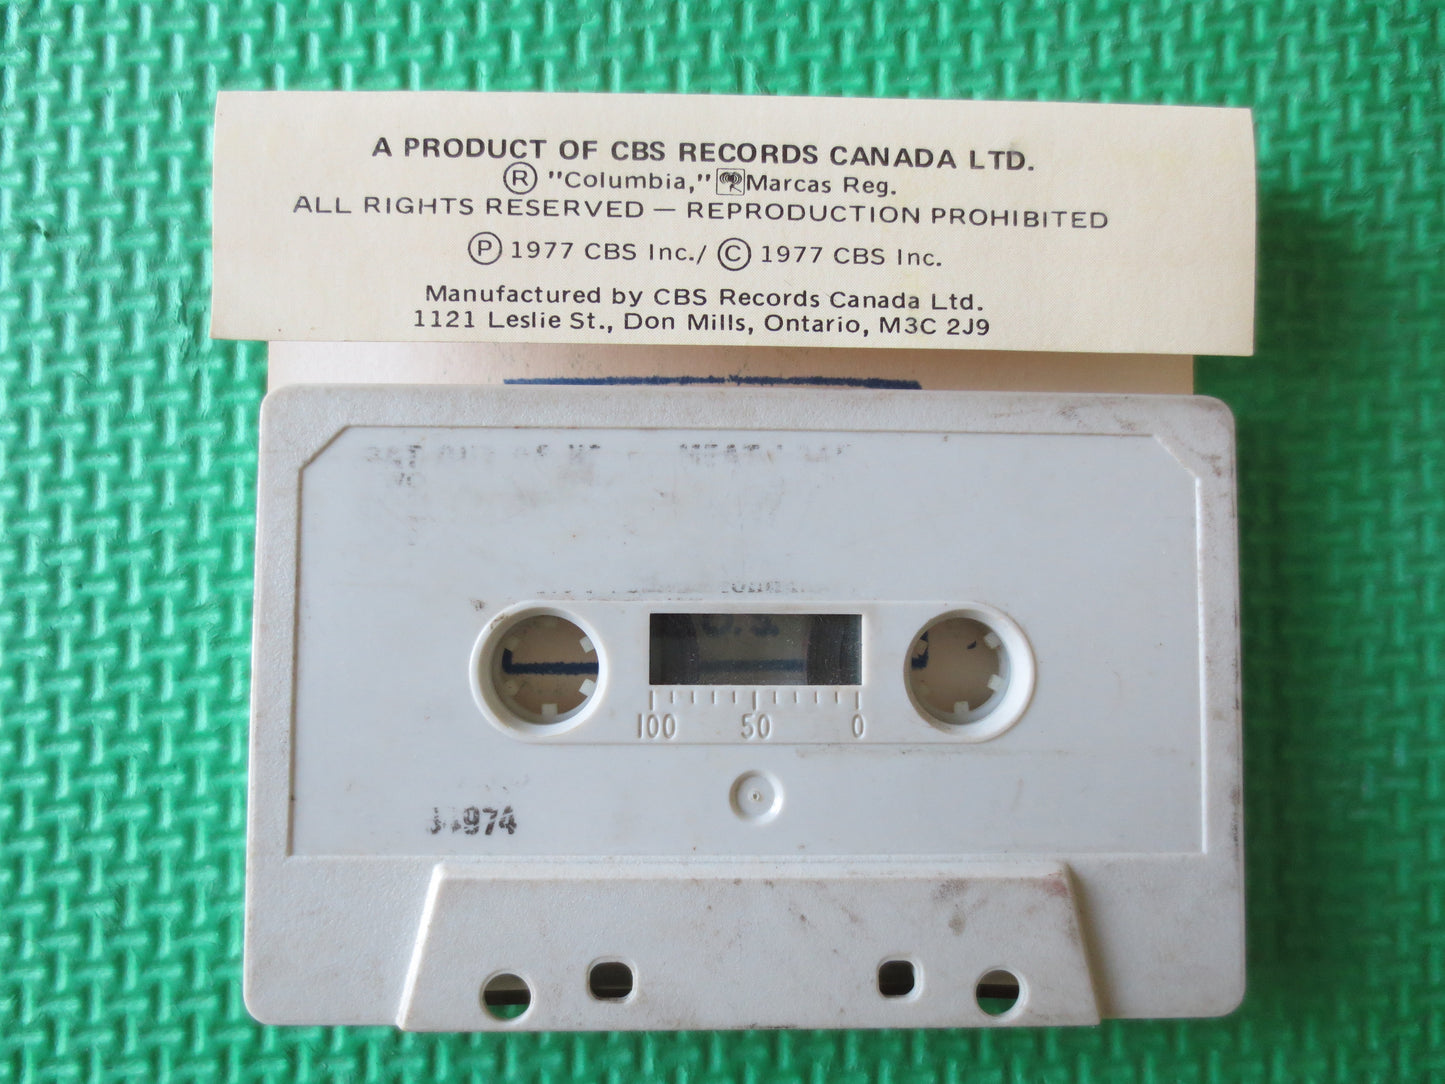 A PRODUCT OF CBS RECORDS CANADA LTD.
Ⓡ "Columbia," Marcas Reg.
ALL RIGHTS RESERVED — REPRODUCTION PROHIBITED
Ⓟ 1977 CBS Inc./ Ⓒ 1977 CBS Inc.
Manufactured by CBS Records Canada Ltd.
1121 Leslie St., Don Mills, Ontario, M3C 2J9
MEAT
100 50 0